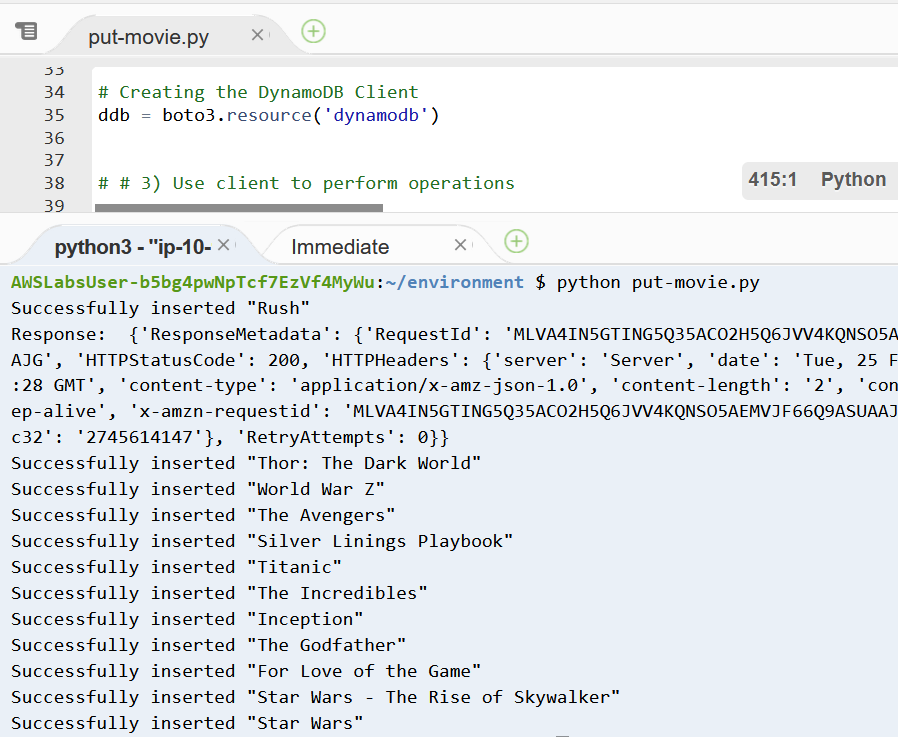 put-movie.py
33
34 # Creating the DynamoDB Client
35 ddb = boto3.resource('dynamodb')
36
37
38 # # 3) Use client to perform operations
39
415:1 Python
python3 - "ip-10-
Immediate
AWSLabsUser-b5bg4pwNpTcf7EzVf4MyWu:~/environment $ python put-movie.py
Successfully inserted "Rush"
Response:  {'ResponseMetadata': {'RequestId': 'MLVA4IN5GTING5Q35ACO2H5Q6JVV4KQNSO5A
AJG', 'HTTPStatusCode': 200, 'HTTPHeaders': {'server': 'Server', 'date': 'Tue, 25 F
:28 GMT', 'content-type': 'application/x-amz-json-1.0', 'content-length': '2', 'con
ep-alive', 'x-amzn-requestid': 'MLVA4IN5GTING5Q35ACO2H5Q6JVV4KQNSO5AEMVJF66Q9ASUAAJ
c32': '2745614147'}, 'RetryAttempts': 0}}
Successfully inserted "Thor: The Dark World"
Successfully inserted "World War Z"
Successfully inserted "The Avengers"
Successfully inserted "Silver Linings Playbook"
Successfully inserted "Titanic"
Successfully inserted "The Incredibles"
Successfully inserted "Inception"
Successfully inserted "The Godfather"
Successfully inserted "For Love of the Game"
Successfully inserted "Star Wars - The Rise of Skywalker"
Successfully inserted "Star Wars"